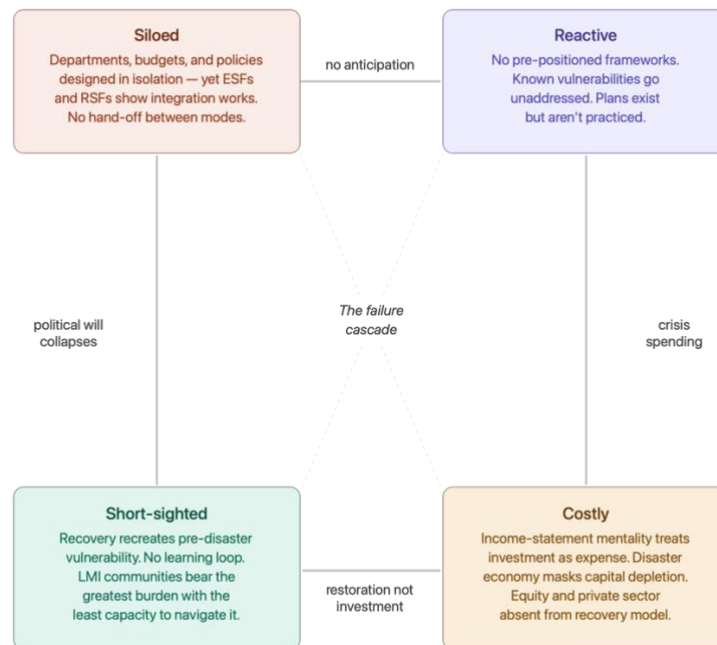 Siloed
Departments, budgets, and policies
designed in isolation — yet ESFs
and RSFs show integration works.
No hand-off between modes.
no anticipation
Reactive
No pre-positioned frameworks.
Known vulnerabilities go
unaddressed. Plans exist
but aren't practiced.
political will
collapses
The failure
cascade
crisis
spending
Short-sighted
Recovery recreates pre-disaster
vulnerability. No learning loop.
LMI communities bear the
greatest burden with the
least capacity to navigate it.
restoration not
investment
Costly
Income-statement mentality treats
investment as expense. Disaster
economy masks capital depletion.
Equity and private sector
absent from recovery model.